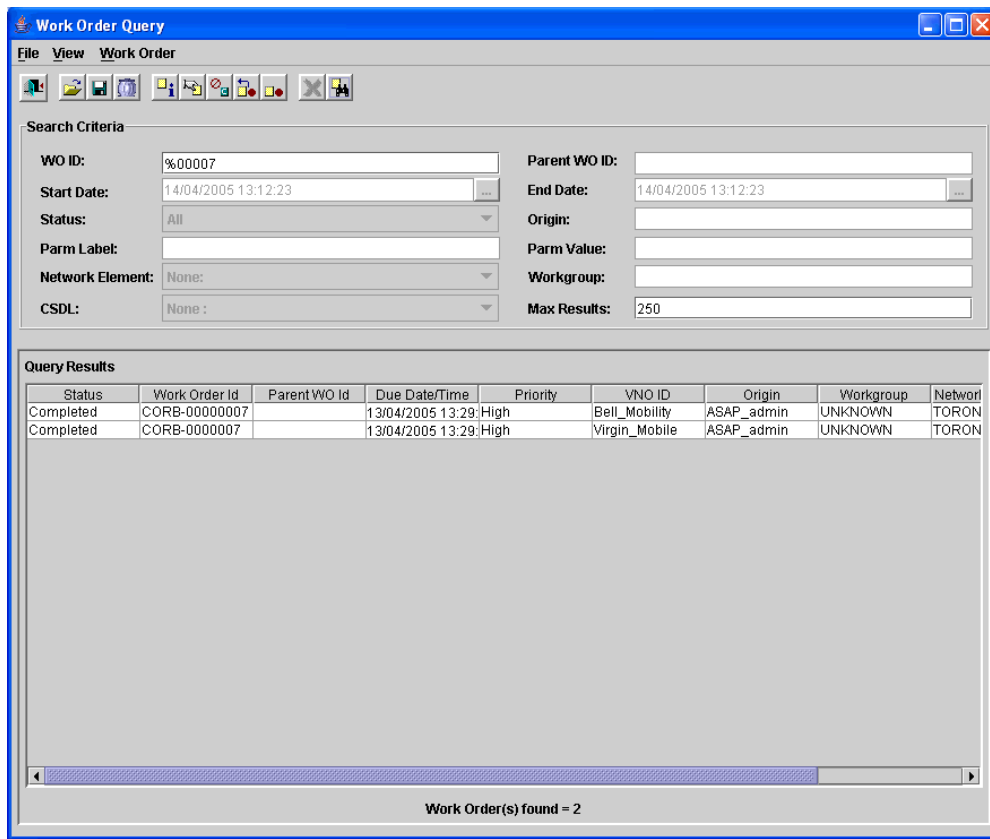 Work Order Query
File View Work Order
Search Criteria
WO ID: %00007 Parent WO ID:
Start Date: 14/04/2005 13:12:23 ... End Date: 14/04/2005 13:12:23 ...
Status: All Origin:
Parm Label: Parm Value:
Network Element: None: Workgroup:
CSDL: None : Max Results: 250
Query Results
Status Work Order Id Parent WO Id Due Date/Time Priority VNO ID Origin Workgroup Networl
Completed CORB-00000007 13/04/2005 13:29: High Bell_Mobility ASAP_admin UNKNOWN TORON
Completed CORB-0000007 13/04/2005 13:29: High Virgin_Mobile ASAP_admin UNKNOWN TORON
Work Order(s) found = 2